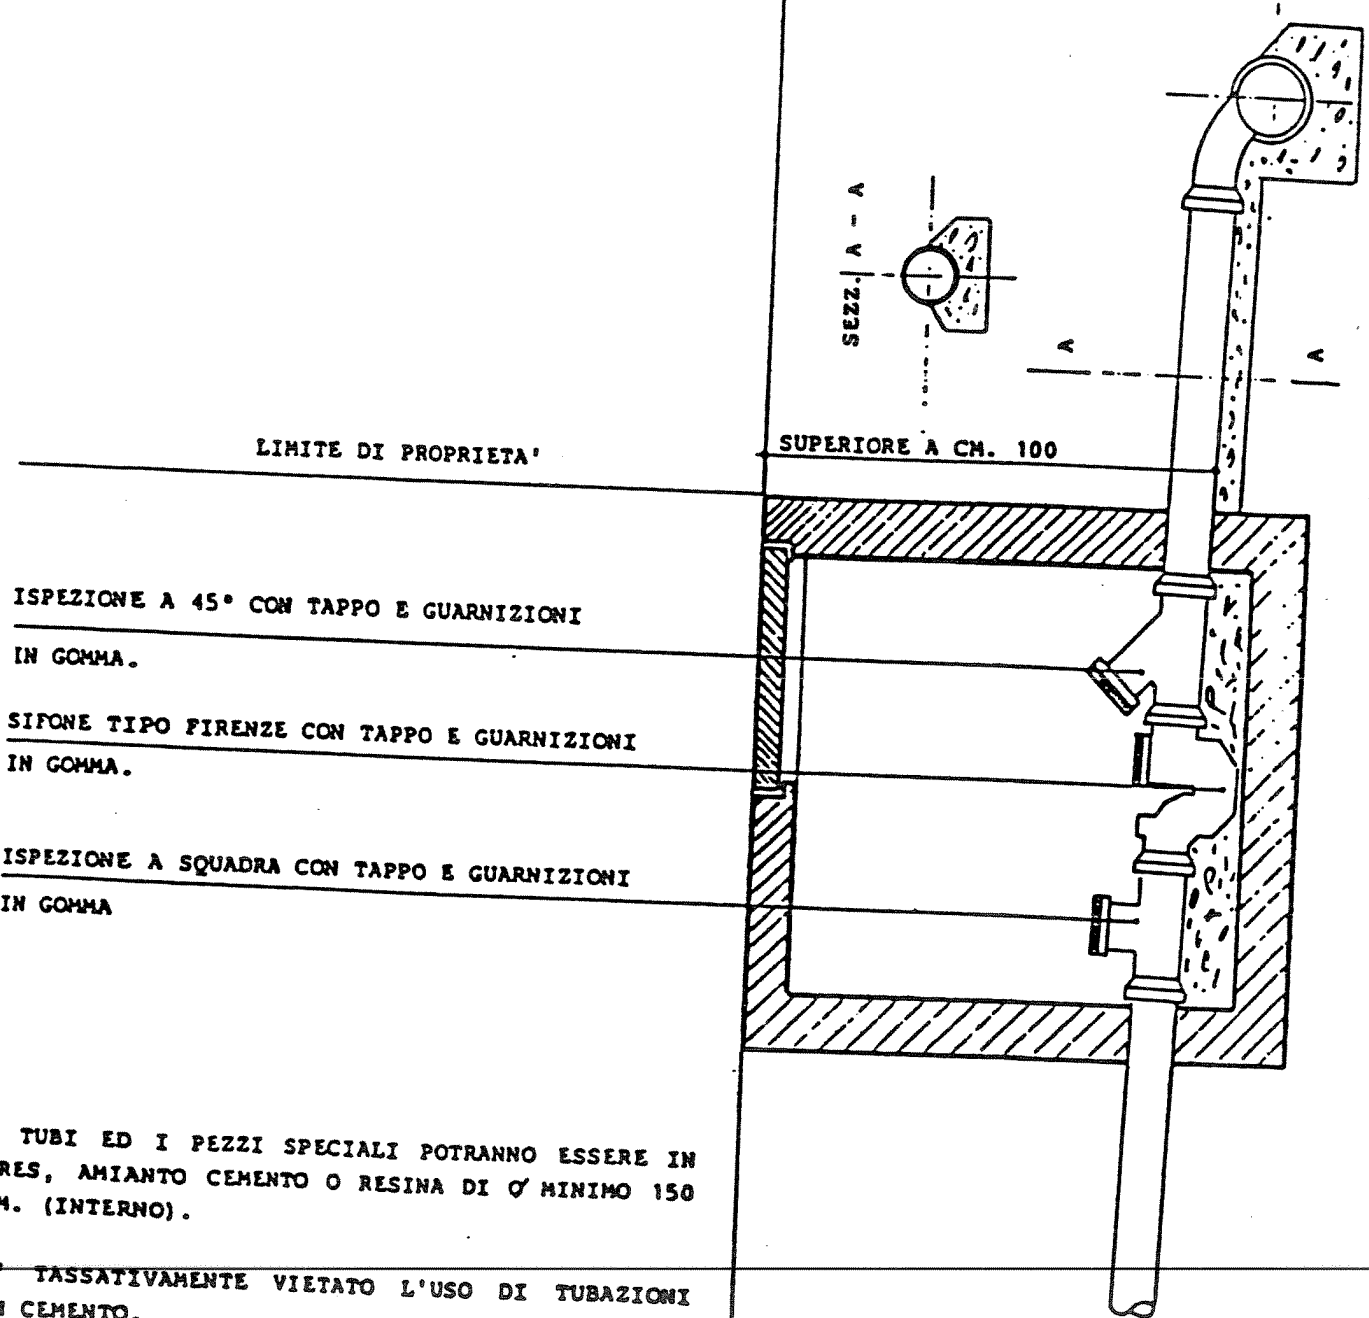 SEZZ. A - A
A
A
LIMITE DI PROPRIETA'
SUPERIORE A CM. 100
ISPEZIONE A 45° CON TAPPO E GUARNIZIONI
IN GOMMA.
SIFONE TIPO FIRENZE CON TAPPO E GUARNIZIONI
IN GOMMA.
ISPEZIONE A SQUADRA CON TAPPO E GUARNIZIONI
IN GOMMA
TUBI ED I PEZZI SPECIALI POTRANNO ESSERE IN
RES, AMIANTO CEMENTO O RESINA DI Ø MINIMO 150
M. (INTERNO).
' TASSATIVAMENTE VIETATO L'USO DI TUBAZIONI
CEMENTO.